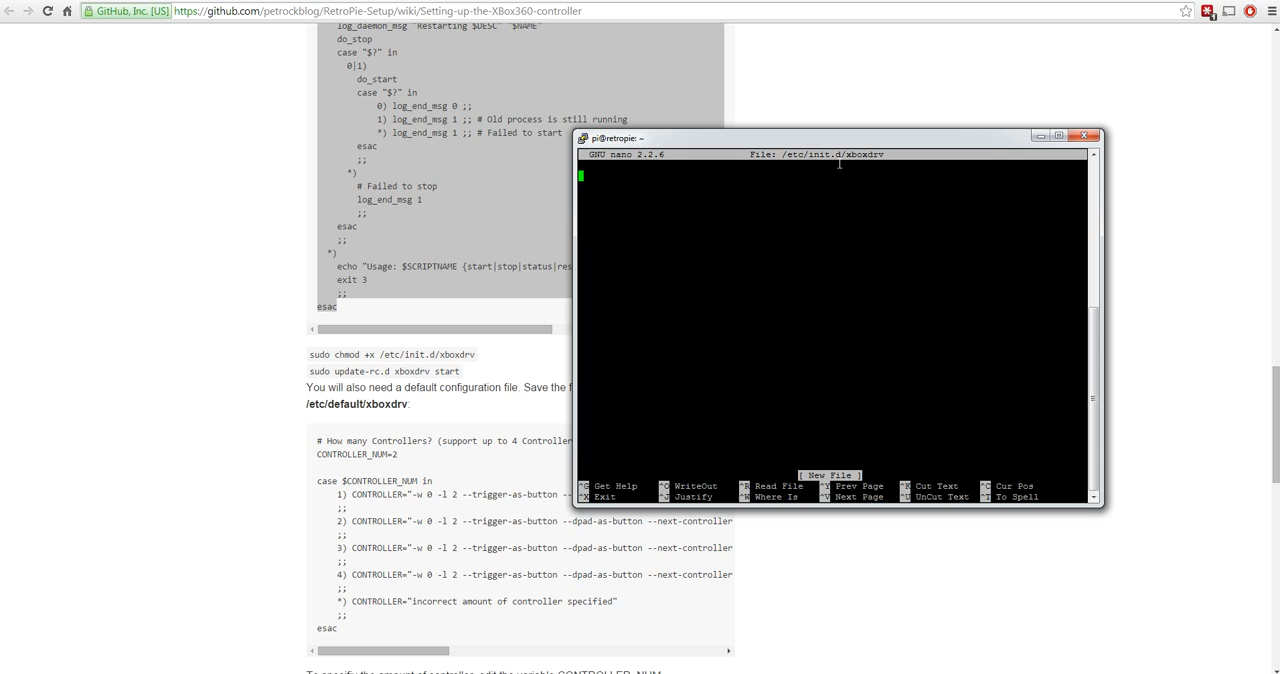 GitHub, Inc. [US] https://github.com/petrockblog/RetroPie-Setup/wiki/Setting-up-the-XBox360-controller
log_daemon_msg "Restarting $DESC" "$NAME"
do_stop
case "$?" in
0|1)
do_start
case "$?" in
0) log_end_msg 0 ;;
1) log_end_msg 1 ;; # Old process is still running
*) log_end_msg 1 ;; # Failed to start
esac
;;
*)
# Failed to stop
log_end_msg 1
;;
esac
;;
*)
echo "Usage: $SCRIPTNAME {start|stop|status|res
exit 3
;;
esac
sudo chmod +x /etc/init.d/xboxdrv
sudo update-rc.d xboxdrv start
You will also need a default configuration file. Save the f
/etc/default/xboxdrv:
# How many Controllers? (support up to 4 Controller
CONTROLLER_NUM=2
case $CONTROLLER_NUM in
1) CONTROLLER="-w 0 -l 2 --trigger-as-button --
;;
2) CONTROLLER="-w 0 -l 2 --trigger-as-button --dpad-as-button --next-controller
;;
3) CONTROLLER="-w 0 -l 2 --trigger-as-button --dpad-as-button --next-controller
;;
4) CONTROLLER="-w 0 -l 2 --trigger-as-button --dpad-as-button --next-controller
;;
*) CONTROLLER="incorrect amount of controller specified"
;;
esac
To specify the amount of controller, edit the variable CONTROLLER_NUM
pi@retropie: ~
GNU nano 2.2.6 File: /etc/init.d/xboxdrv
[ New File ]
^G Get Help ^O WriteOut ^R Read File ^Y Prev Page ^K Cut Text ^C Cur Pos
^X Exit ^J Justify ^W Where Is ^V Next Page ^U UnCut Text ^T To Spell